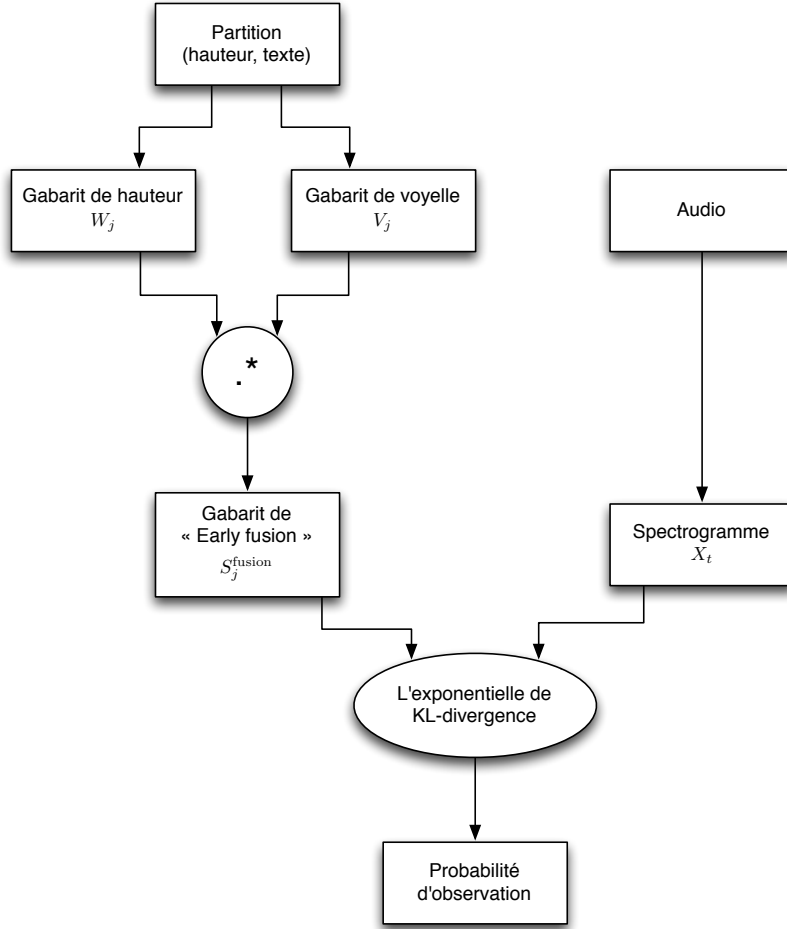 Partition
(hauteur, texte)
Gabarit de hauteur
W_j
Gabarit de voyelle
V_j
Audio
.*
Gabarit de
« Early fusion »
S_j^fusion
Spectrogramme
X_t
L'exponentielle de
KL-divergence
Probabilité
d'observation